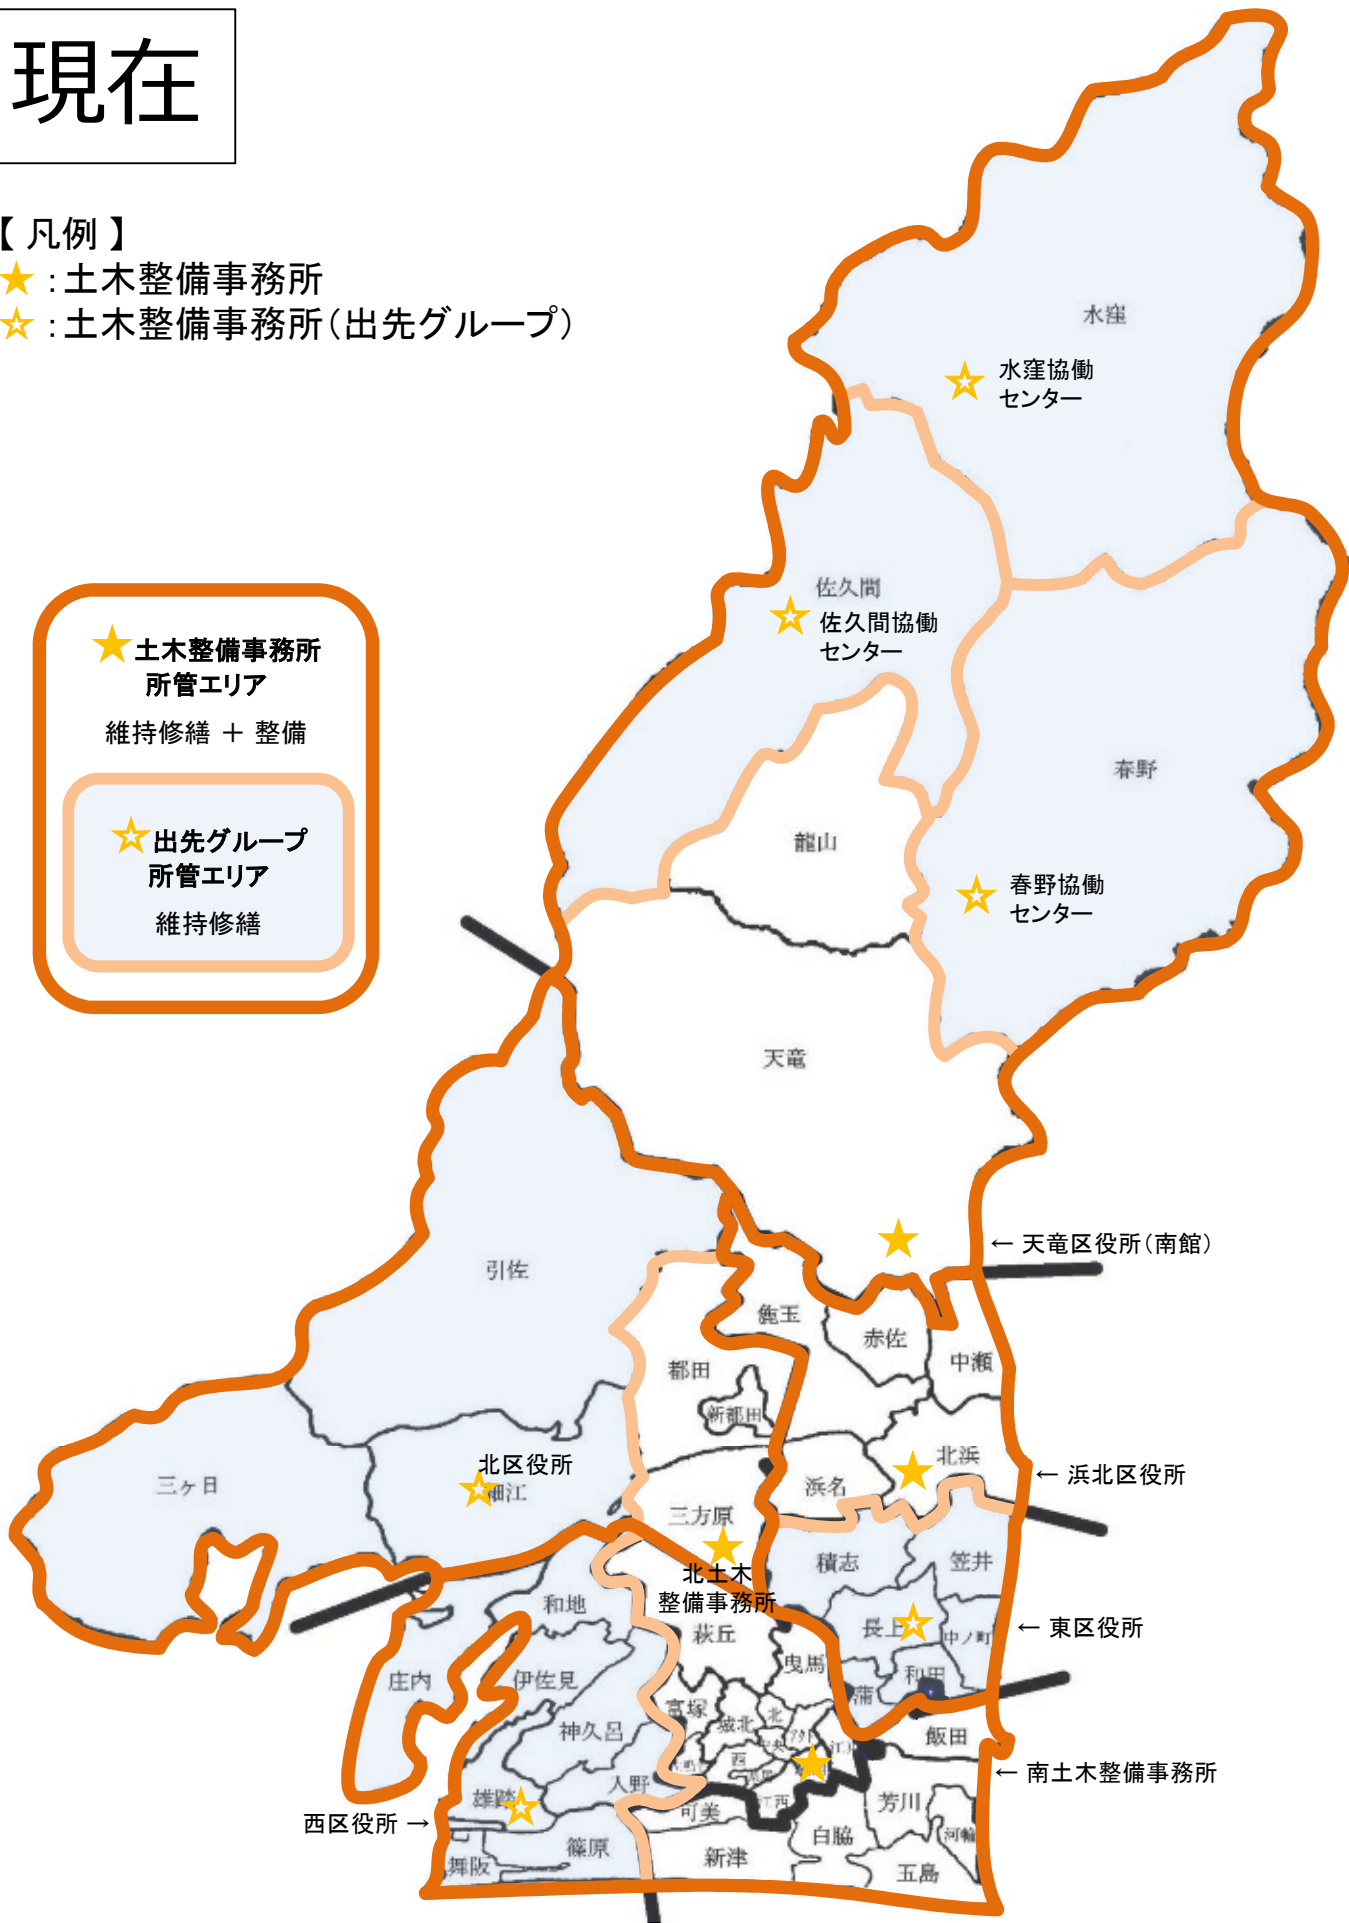 現在
【 凡例 】
★ : 土木整備事務所
☆ : 土木整備事務所（出先グループ）
水窪
水窪協働
センター
佐久間
佐久間協働
センター
★土木整備事務所
所管エリア
維持修繕 ＋ 整備
☆出先グループ
所管エリア
維持修繕
春野
龍山
春野協働
センター
天竜
← 天竜区役所（南館）
引佐
麁玉
赤佐
中瀬
都田
新都田
北区役所
細江
三ヶ日
北浜
浜名
← 浜北区役所
三方原
北土木
整備事務所
積志
笠井
和地
萩丘
長上
中ノ町
← 東区役所
曳馬
庄内
伊佐見
和田
蒲
富塚
城北
北
神久呂
飯田
西
← 南土木整備事務所
入野
雄踏
可美
江西
芳川
西区役所 →
白脇
河輪
篠原
新津
舞阪
五島